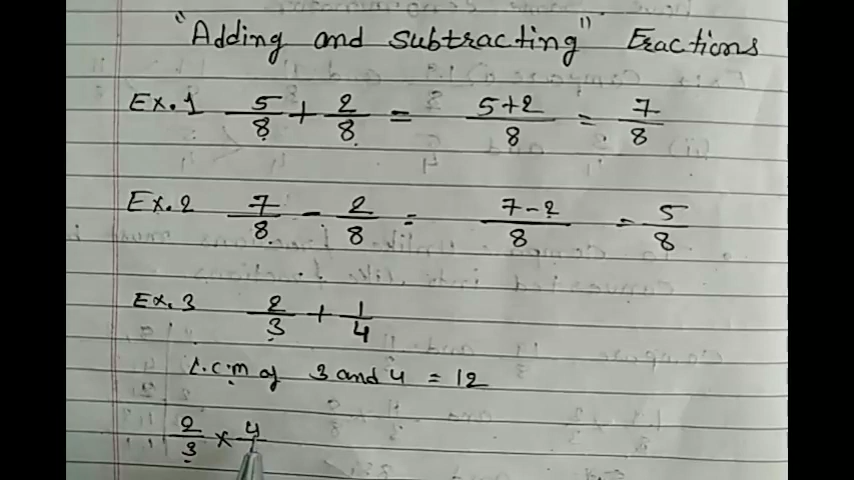 "Adding and subtracting" Fractions
Ex.1 5/8 + 2/8 = 5+2/8 = 7/8
Ex.2 7/8 - 2/8 = 7-2/8 = 5/8
Ex.3 2/3 + 1/4
L.C.M of 3 and 4 = 12
2/3 × 4